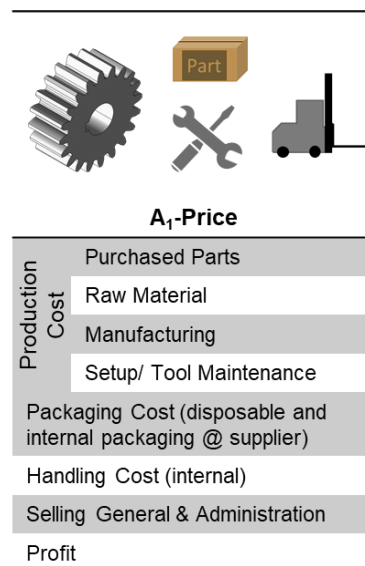 Part
A₁-Price
Production
Cost
Purchased Parts
Raw Material
Manufacturing
Setup/ Tool Maintenance
Packaging Cost (disposable and
internal packaging @ supplier)
Handling Cost (internal)
Selling General & Administration
Profit